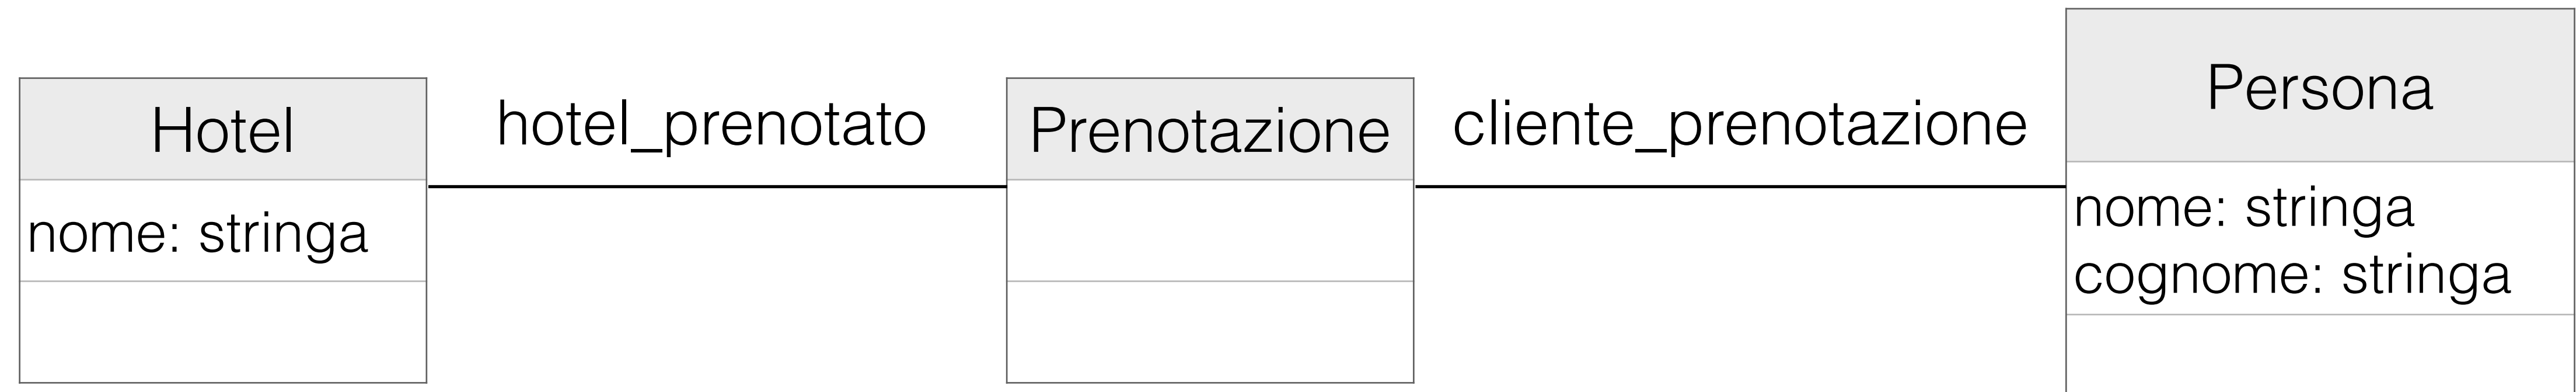 Hotel
nome: stringa
hotel_prenotato
Prenotazione
cliente_prenotazione
Persona
nome: stringa
cognome: stringa